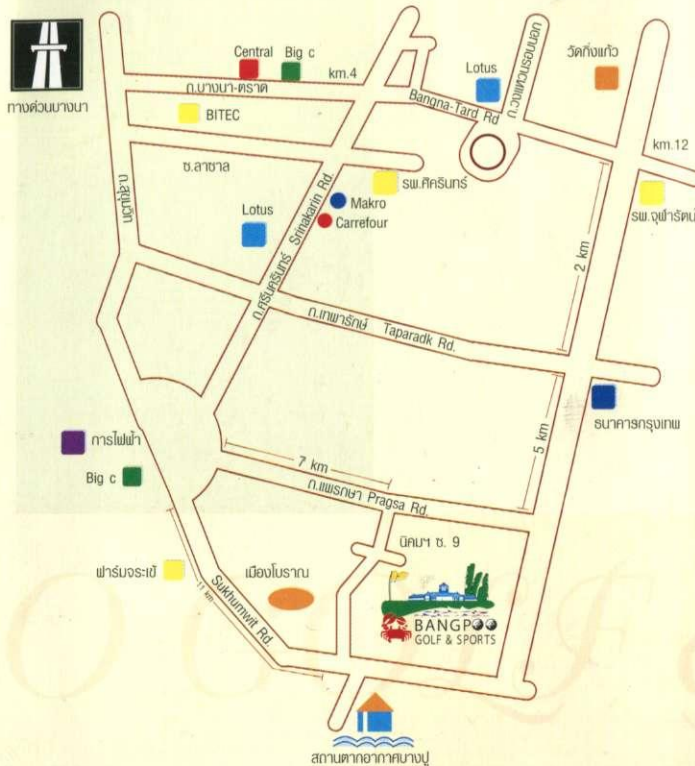 ทางด่วนบางนา
Central
Big c
km.4
ถ.บางนา-ตราด
BITEC
ซ.ลาซาล
Lotus
Bangna-Tard Rd
ถ.วงแหวนรอบนอก
วัดกิ่งแก้ว
km.12
รพ.จุฬารัตน์
รพ.ศิครินทร์
Makro
Carrefour
Lotus
ถ.ศรีนครินทร์ Srinakarin Rd.
ถ.สุขุมวิท
2 km
ถ.เทพารักษ์ Taparadk Rd.
ธนาคารกรุงเทพ
5 km
การไฟฟ้า
Big c
7 km
ถ.แพรกษา Pragsa Rd.
นิคมฯ ซ. 9
ฟาร์มจระเข้
11 km
Sukhumwit Rd.
เมืองโบราณ
BANGPOO
GOLF & SPORTS
สถานตากอากาศบางปู